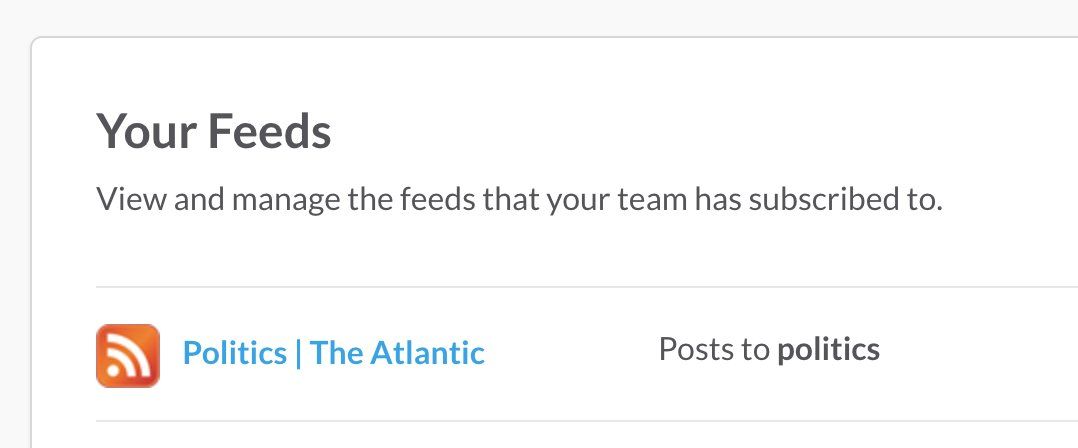 Your Feeds
View and manage the feeds that your team has subscribed to.
Politics | The Atlantic Posts to politics